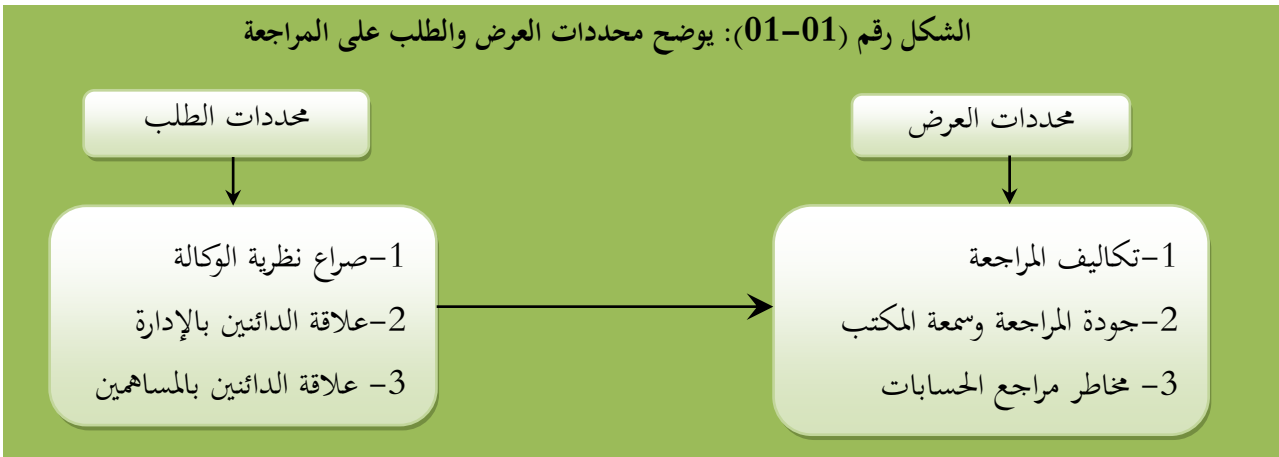 الشكل رقم (01-01): يوضح محددات العرض والطلب على المراجعة
محددات العرض
1-تكاليف المراجعة
2-جودة المراجعة وسمعة المكتب
3- مخاطر مراجع الحسابات
محددات الطلب
1-صراع نظرية الوكالة
2-علاقة الدائنين بالإدارة
3- علاقة الدائنين بالمساهمين